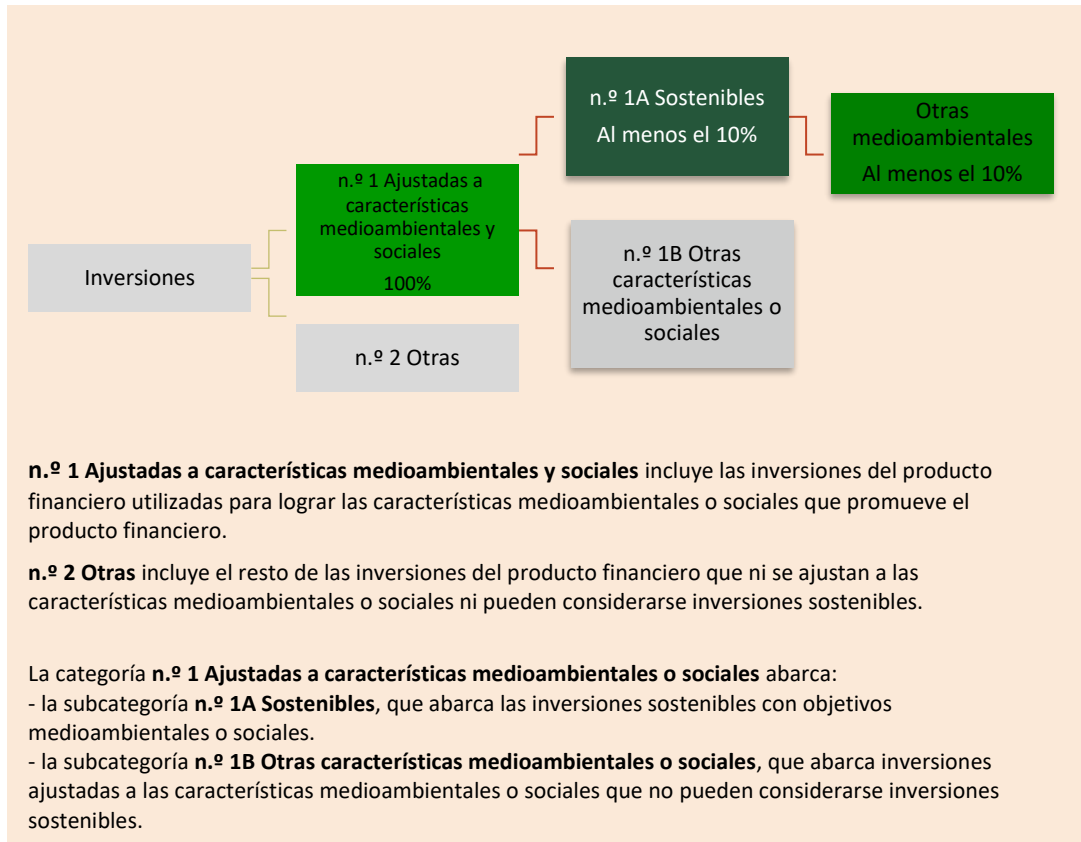 n.º 1A Sostenibles
Al menos el 10%
Otras
medioambientales
Al menos el 10%
n.º 1 Ajustadas a
características
medioambientales y
sociales
100%
n.º 1B Otras
características
medioambientales o
sociales
Inversiones
n.º 2 Otras
n.º 1 Ajustadas a características medioambientales y sociales incluye las inversiones del producto
financiero utilizadas para lograr las características medioambientales o sociales que promueve el
producto financiero.
n.º 2 Otras incluye el resto de las inversiones del producto financiero que ni se ajustan a las
características medioambientales o sociales ni pueden considerarse inversiones sostenibles.
La categoría n.º 1 Ajustadas a características medioambientales o sociales abarca:
- la subcategoría n.º 1A Sostenibles, que abarca las inversiones sostenibles con objetivos
medioambientales o sociales.
- la subcategoría n.º 1B Otras características medioambientales o sociales, que abarca inversiones
ajustadas a las características medioambientales o sociales que no pueden considerarse inversiones
sostenibles.